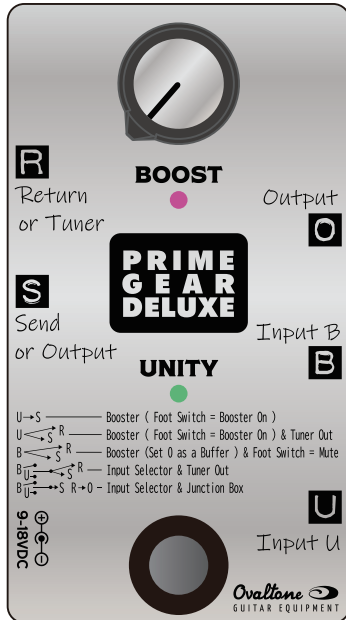 BOOST
R
Return
or Tuner
Output
O
PRIME
GEAR
DELUXE
S
Send
or Output
Input B
B
UNITY
U→S — Booster ( Foot Switch = Booster On )
U R S — Booster ( Foot Switch = Booster On ) & Tuner Out
B R S — Booster (Set 0 as a Buffer ) & Foot Switch = Mute
B U R S — Input Selector & Tuner Out
B U S R→O – Input Selector & Junction Box
U
Input U
9-18VDC
Ovaltone
GUITAR EQUIPMENT